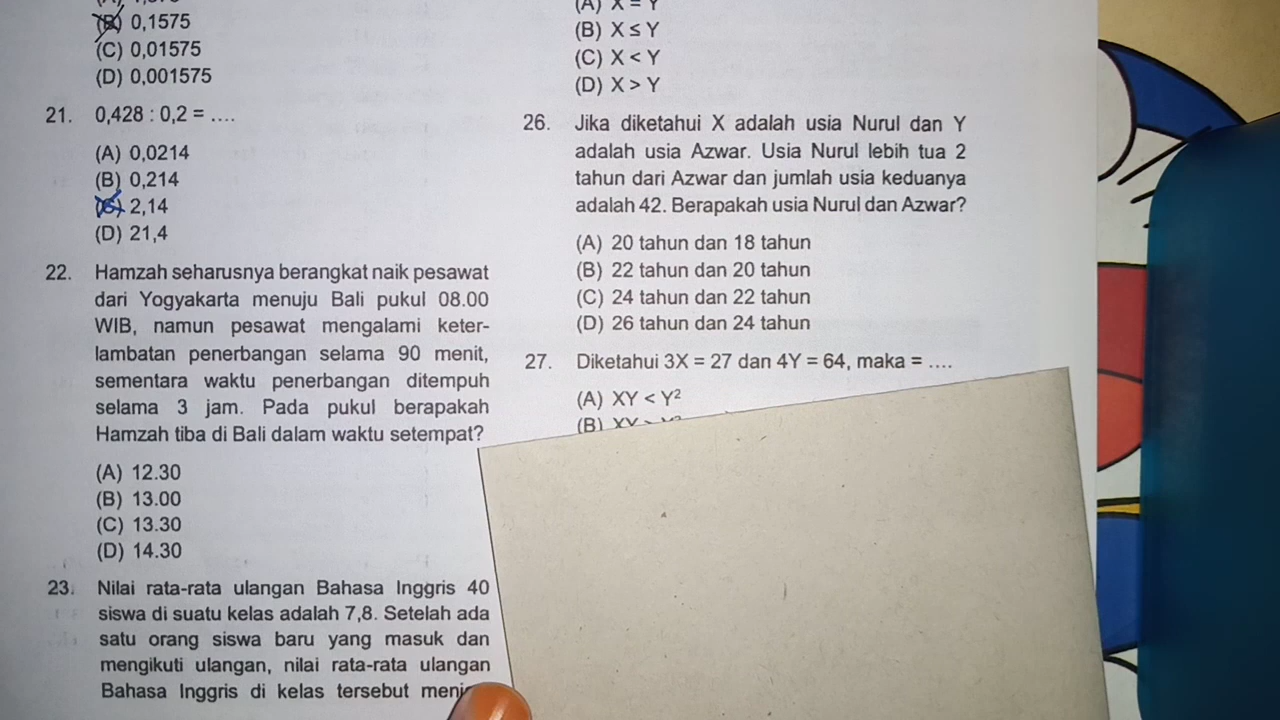 (B) 0,1575
(C) 0,01575
(D) 0,001575
21. 0,428 : 0,2 = ....
(A) 0,0214
(B) 0,214
(C) 2,14
(D) 21,4
22. Hamzah seharusnya berangkat naik pesawat
dari Yogyakarta menuju Bali pukul 08.00
WIB, namun pesawat mengalami keter-
lambatan penerbangan selama 90 menit,
sementara waktu penerbangan ditempuh
selama 3 jam. Pada pukul berapakah
Hamzah tiba di Bali dalam waktu setempat?
(A) 12.30
(B) 13.00
(C) 13.30
(D) 14.30
23. Nilai rata-rata ulangan Bahasa Inggris 40
siswa di suatu kelas adalah 7,8. Setelah ada
satu orang siswa baru yang masuk dan
mengikuti ulangan, nilai rata-rata ulangan
Bahasa Inggris di kelas tersebut
(A) X = Y
(B) X ≤ Y
(C) X < Y
(D) X > Y
26. Jika diketahui X adalah usia Nurul dan Y
adalah usia Azwar. Usia Nurul lebih tua 2
tahun dari Azwar dan jumlah usia keduanya
adalah 42. Berapakah usia Nurul dan Azwar?
(A) 20 tahun dan 18 tahun
(B) 22 tahun dan 20 tahun
(C) 24 tahun dan 22 tahun
(D) 26 tahun dan 24 tahun
27. Diketahui 3X = 27 dan 4Y = 64, maka = ....
(A) XY < Y²
(B) XY